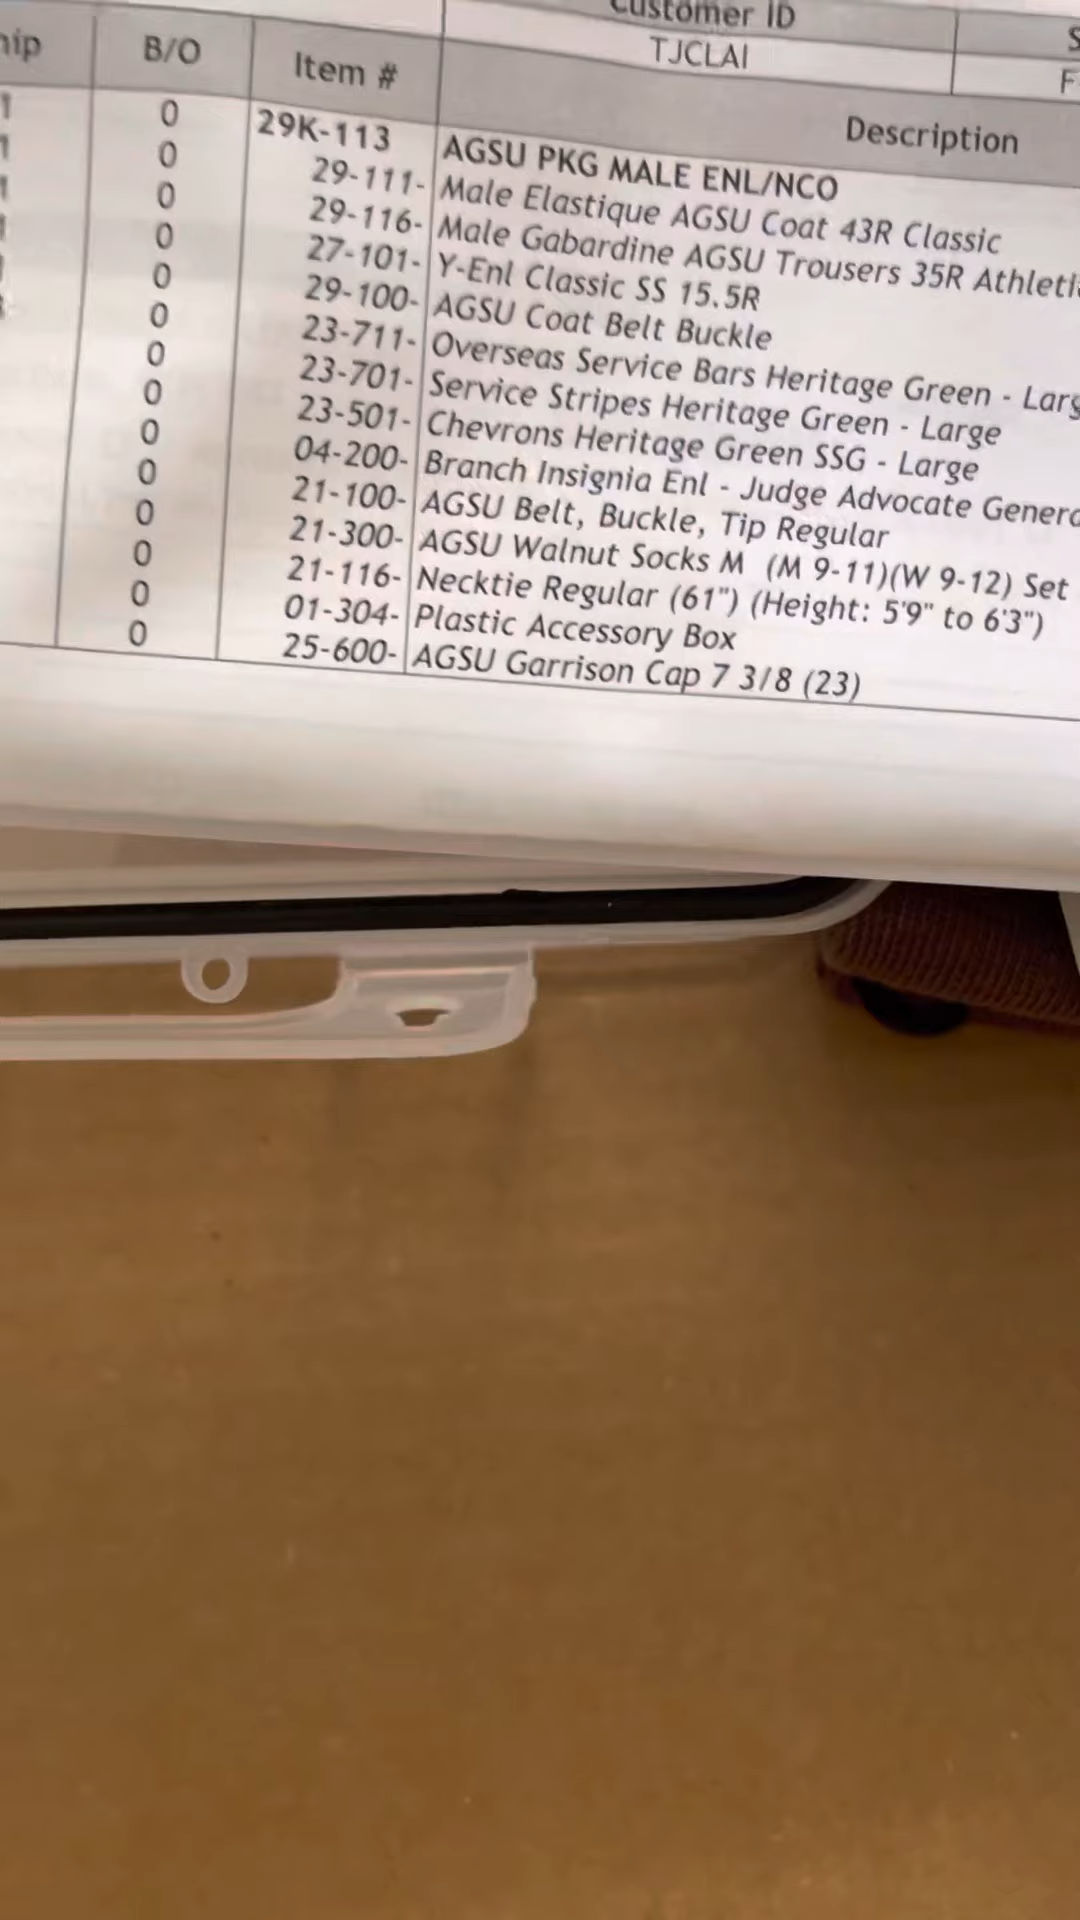 Customer ID
TJCLAI
B/O Item # Description
0 29K-113 AGSU PKG MALE ENL/NCO
0 29-111- Male Elastique AGSU Coat 43R Classic
0 29-116- Male Gabardine AGSU Trousers 35R
0 27-101- Y-Enl Classic SS 15.5R
0 29-100- AGSU Coat Belt Buckle
0 23-711- Overseas Service Bars Heritage Green -
0 23-701- Service Stripes Heritage Green - Large
0 23-501- Chevrons Heritage Green SSG - Large
0 04-200- Branch Insignia Enl - Judge Advocate
0 21-100- AGSU Belt, Buckle, Tip Regular
0 21-300- AGSU Walnut Socks M (M 9-11)(W 9-12) Set
0 21-116- Necktie Regular (61") (Height: 5'9" to 6'3")
0 01-304- Plastic Accessory Box
0 25-600- AGSU Garrison Cap 7 3/8 (23)